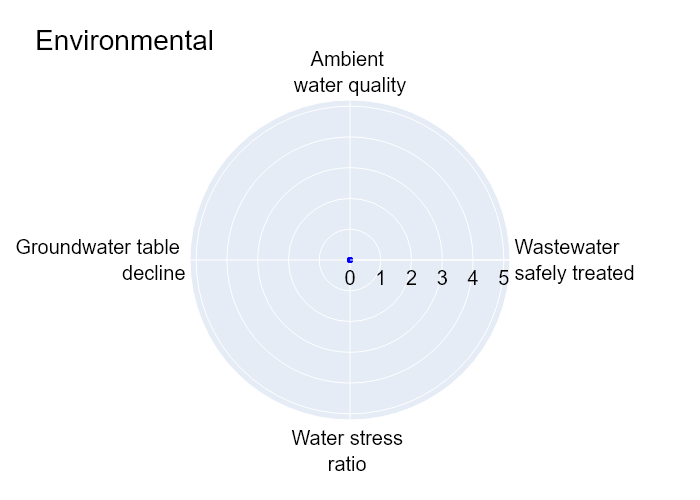 Environmental
Ambient
water quality
Groundwater table
decline
Wastewater
safely treated
0 1 2 3 4 5
Water stress
ratio